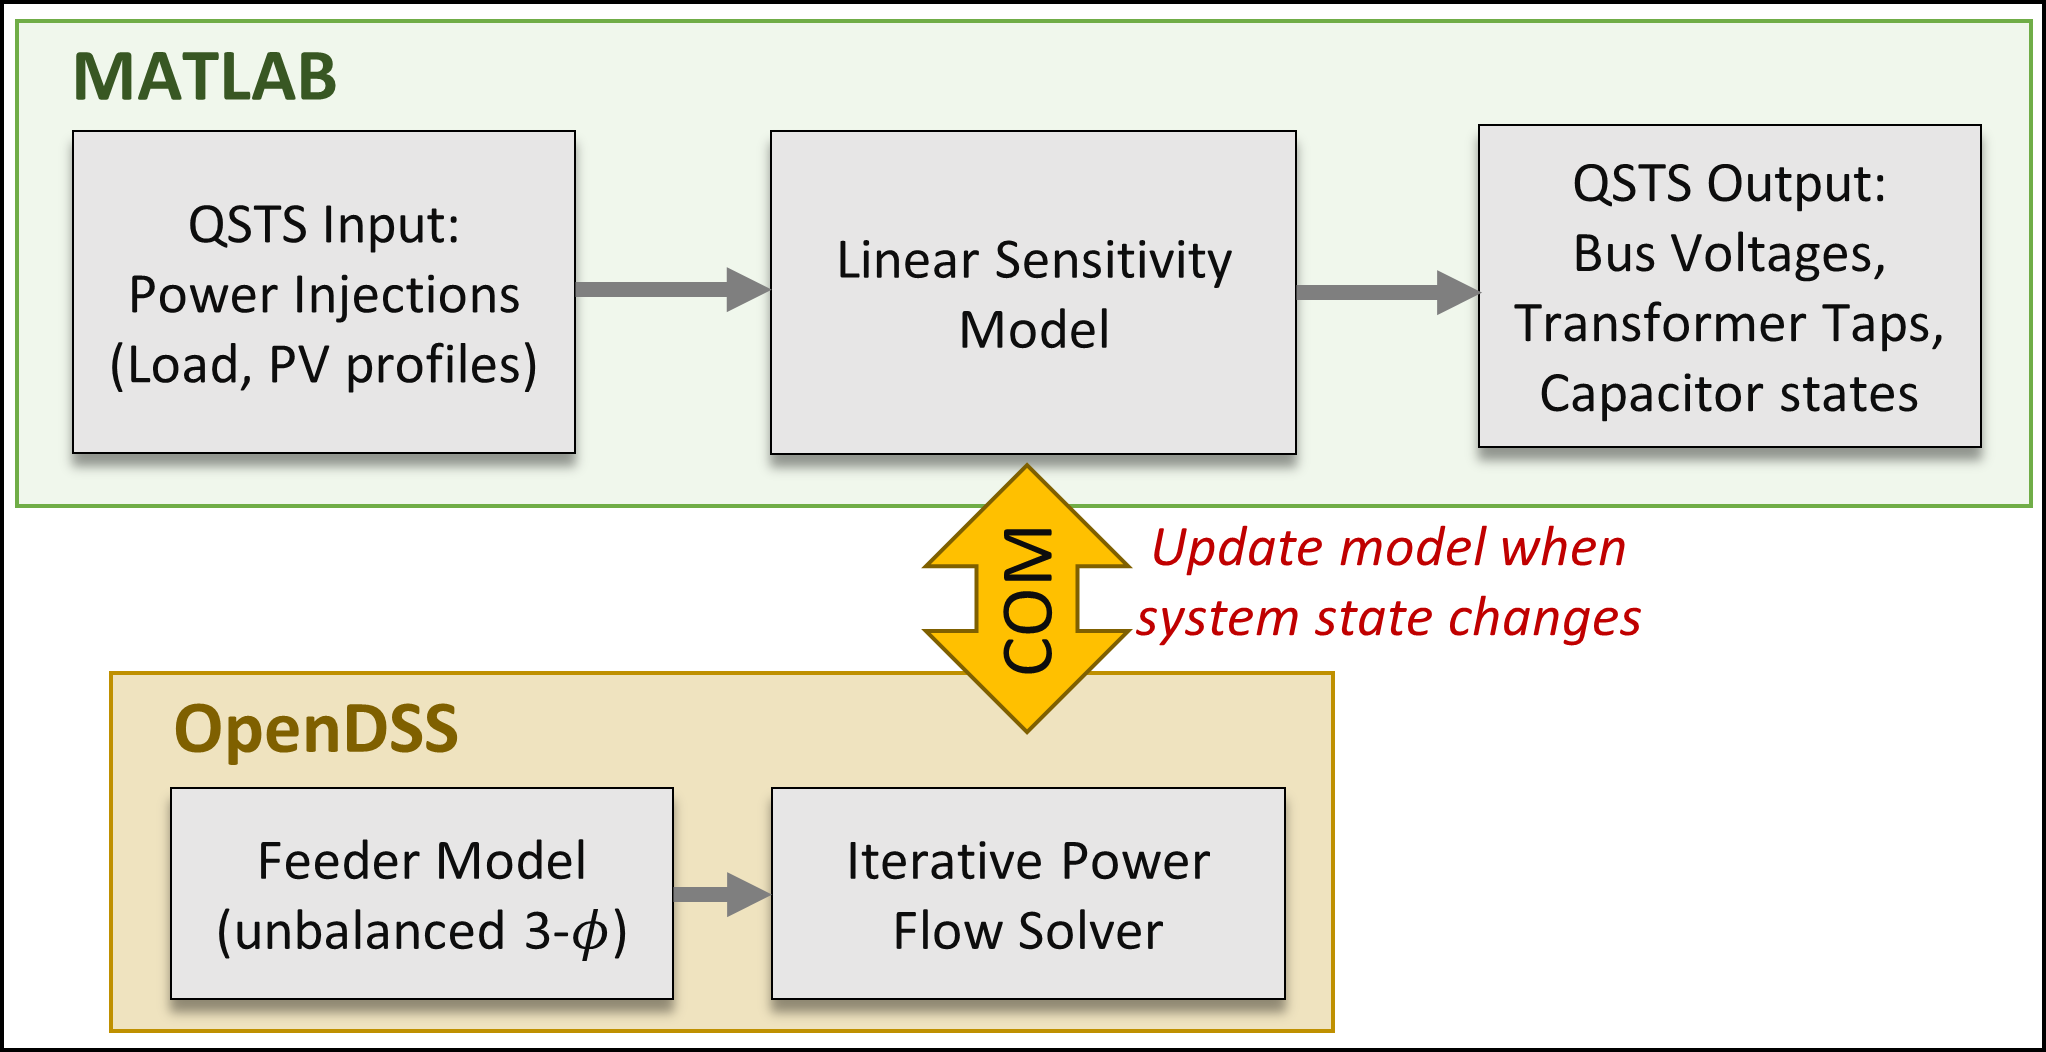 MATLAB
QSTS Input:
Power Injections
(Load, PV profiles)
Linear Sensitivity
Model
QSTS Output:
Bus Voltages,
Transformer Taps,
Capacitor states
COM
Update model when
system state changes
OpenDSS
Feeder Model
(unbalanced 3-ϕ)
Iterative Power
Flow Solver